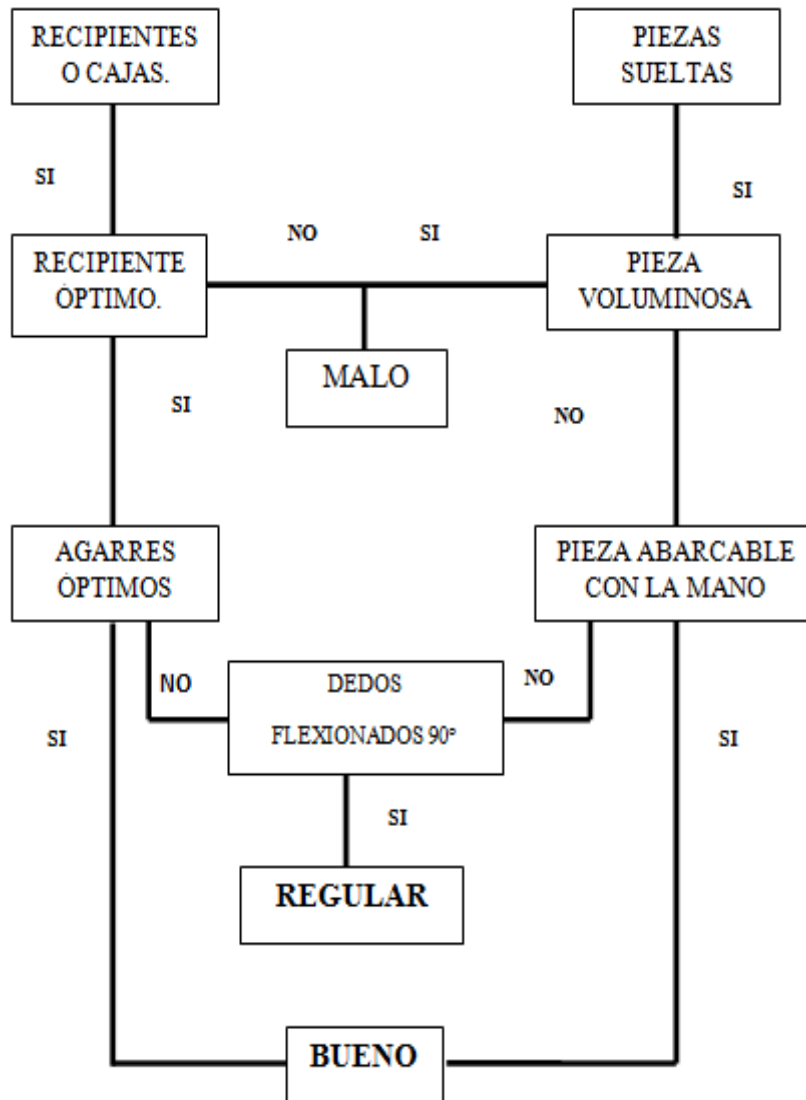 RECIPIENTES
O CAJAS.
PIEZAS
SUELTAS
SI
SI
NO
SI
RECIPIENTE
ÓPTIMO.
PIEZA
VOLUMINOSA
MALO
SI
NO
AGARRES
ÓPTIMOS
PIEZA ABARCABLE
CON LA MANO
NO
DEDOS
FLEXIONADOS 90º
NO
SI
SI
SI
REGULAR
BUENO